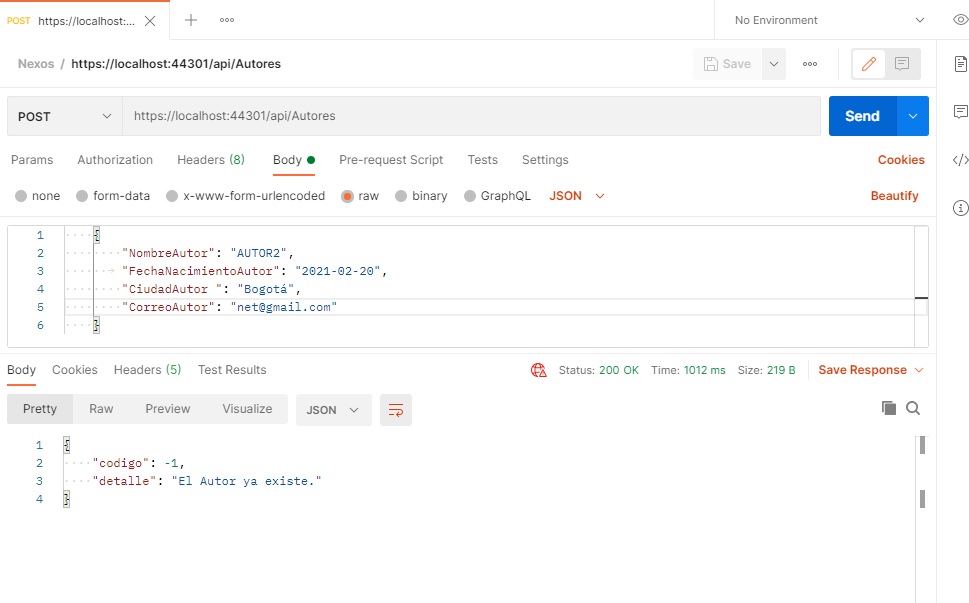 POST https://localhost:...
No Environment
Nexos / https://localhost:44301/api/Autores
Save
POST https://localhost:44301/api/Autores Send
Params Authorization Headers (8) Body Pre-request Script Tests Settings Cookies
none form-data x-www-form-urlencoded raw binary GraphQL JSON Beautify
1 {
2 "NombreAutor": "AUTOR2",
3 "FechaNacimientoAutor": "2021-02-20",
4 "CiudadAutor ": "Bogotá",
5 "CorreoAutor": "net@gmail.com"
6 }
Body Cookies Headers (5) Test Results Status: 200 OK Time: 1012 ms Size: 219 B Save Response
Pretty Raw Preview Visualize JSON
1 {
2 "codigo": -1,
3 "detalle": "El Autor ya existe."
4 }